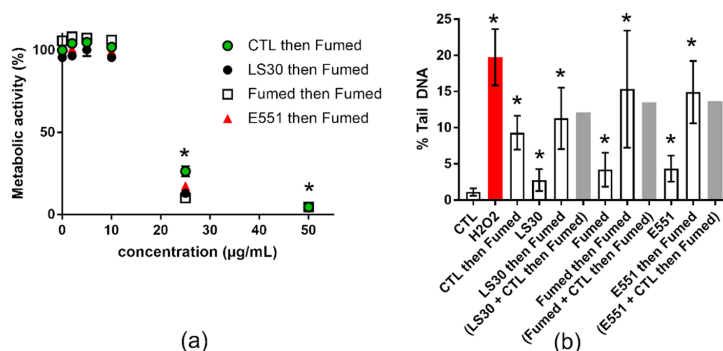 Metabolic activity (%)
100
50
0
0
10
20
30
40
50
60
concentration (µg/mL)
CTL then Fumed
LS30 then Fumed
Fumed then Fumed
E551 then Fumed
*
*
(a)
% Tail DNA
25
20
15
10
5
0
*
*
*
*
*
*
*
*
CTL
H2O2
CTL then Fumed
LS30
LS30 then Fumed
(LS30 + CTL then Fumed)
Fumed
Fumed then Fumed
(Fumed + CTL then Fumed)
E551
E551 then Fumed
(E551 + CTL then Fumed)
(b)